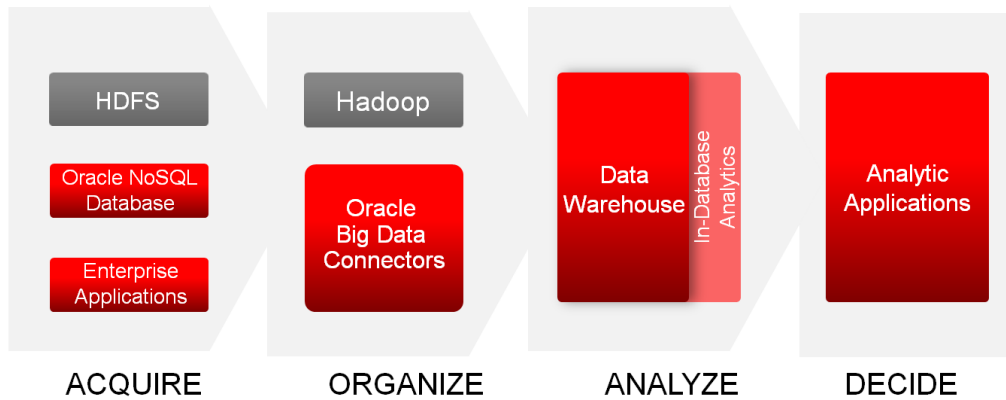 HDFS
Oracle NoSQL
Database
Enterprise
Applications
Hadoop
Oracle
Big Data
Connectors
Data
Warehouse
In-Database
Analytics
Analytic
Applications
ACQUIRE
ORGANIZE
ANALYZE
DECIDE